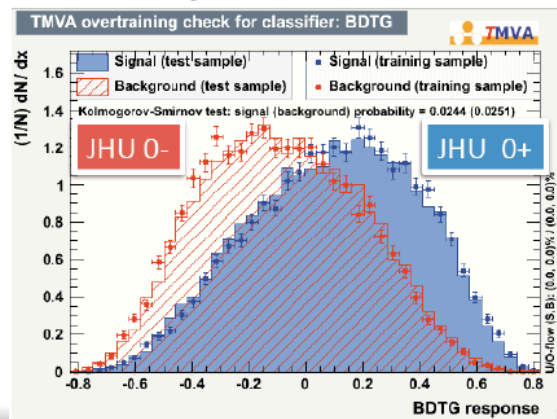 TMVA overtraining check for classifier: BDTG
TMVA
Signal (test sample)
Background (test sample)
Signal (training sample)
Background (training sample)
Kolmogorov-Smirnov test: signal (background) probability = 0.0244 (0.0251)
JHU 0-
JHU 0+
(1/N) dN / dx
1.6
1.4
1.2
1
0.8
0.6
0.4
0.2
0
-0.8 -0.6 -0.4 -0.2 0 0.2 0.4 0.6 0.8
BDTG response
U/O-flow (S,B): (0.0, 0.0)% / (0.0, 0.0)%